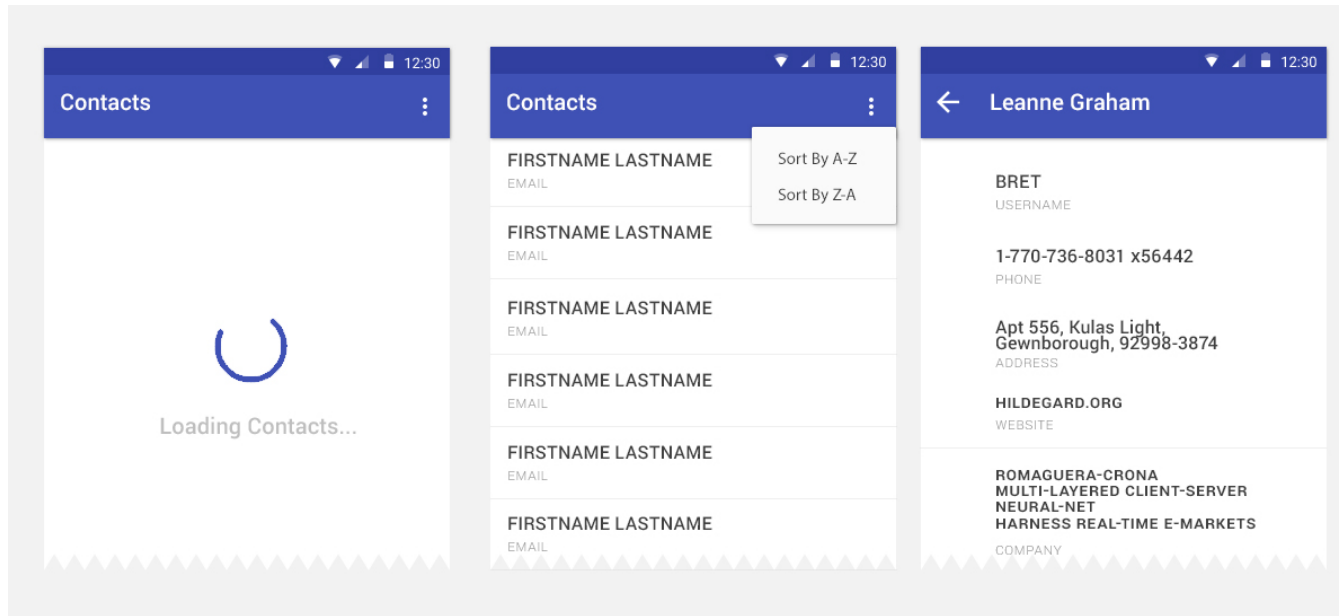 12:30
Contacts
Loading Contacts...
12:30
Contacts
Sort By A-Z
Sort By Z-A
FIRSTNAME LASTNAME
EMAIL
FIRSTNAME LASTNAME
EMAIL
FIRSTNAME LASTNAME
EMAIL
FIRSTNAME LASTNAME
EMAIL
FIRSTNAME LASTNAME
EMAIL
FIRSTNAME LASTNAME
EMAIL
12:30
Leanne Graham
BRET
USERNAME
1-770-736-8031 x56442
PHONE
Apt 556, Kulas Light,
Gewnborough, 92998-3874
ADDRESS
HILDEGARD.ORG
WEBSITE
ROMAGUERA-CRONA
MULTI-LAYERED CLIENT-SERVER
NEURAL-NET
HARNESS REAL-TIME E-MARKETS
COMPANY